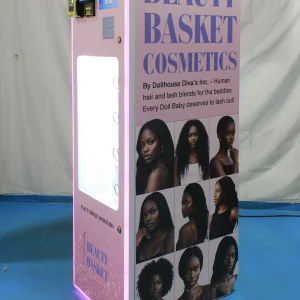 BEAUTY
BASKET
COSMETICS
By Dollhouse Diva's Inc. – Human
hair and lash blends for the baddies.
Every Doll Baby deserves to lash out!
BEAUTY
BASKET